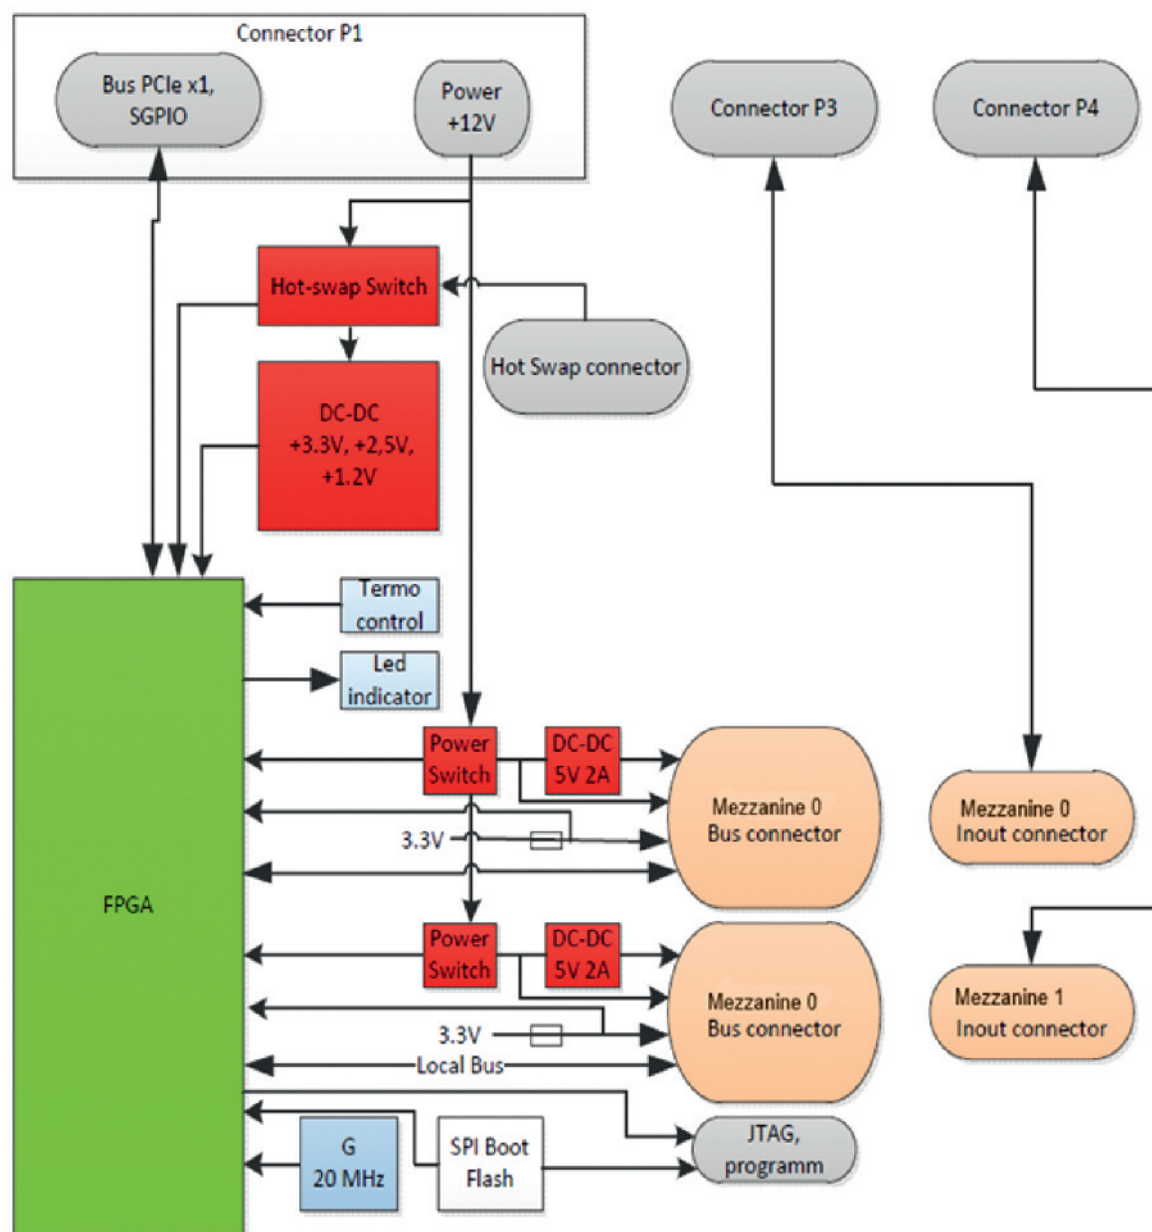 Connector P1
Bus PCIe x1,
SGPIO
Power
+12V
Connector P3
Connector P4
Hot-swap Switch
Hot Swap connector
DC-DC
+3.3V, +2,5V,
+1.2V
Termo
control
Led
indicator
Power
Switch
DC-DC
5V 2A
Mezzanine 0
Bus connector
Mezzanine 0
Inout connector
3.3V
FPGA
Power
Switch
DC-DC
5V 2A
Mezzanine 0
Bus connector
Mezzanine 1
Inout connector
3.3V
Local Bus
G
20 MHz
SPI Boot
Flash
JTAG,
programm